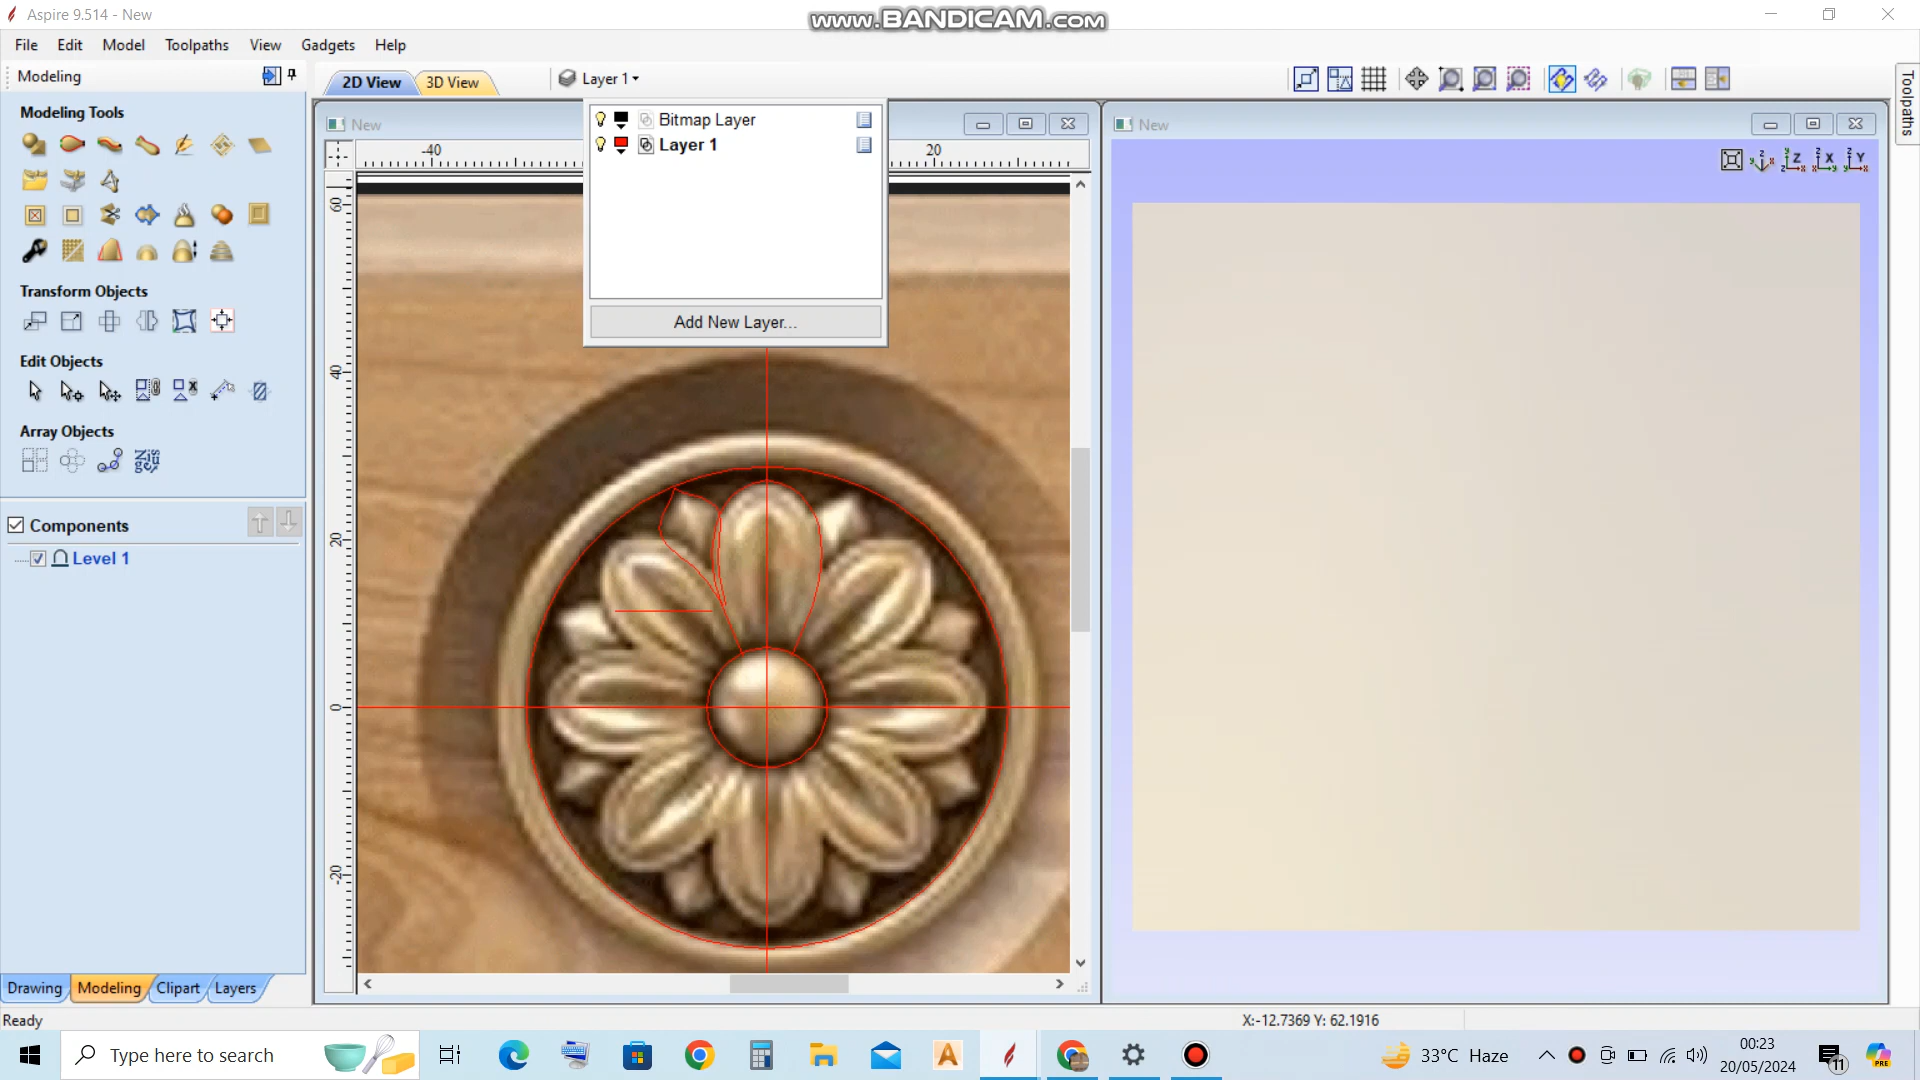 Aspire 9.514 - New
www.BANDICAM.com
File Edit Model Toolpaths View Gadgets Help
Modeling
2D View
3D View
Layer 1
Toolpaths
Modeling Tools
Bitmap Layer
Layer 1
Add New Layer...
New
New
-40
20
60
40
20
0
-20
Z
X
Y
Transform Objects
Edit Objects
Array Objects
Components
Level 1
Drawing
Modeling
Clipart
Layers
Ready
X:-12.7369 Y: 62.1916
Type here to search
33°C Haze
00:23
20/05/2024
11
PRE